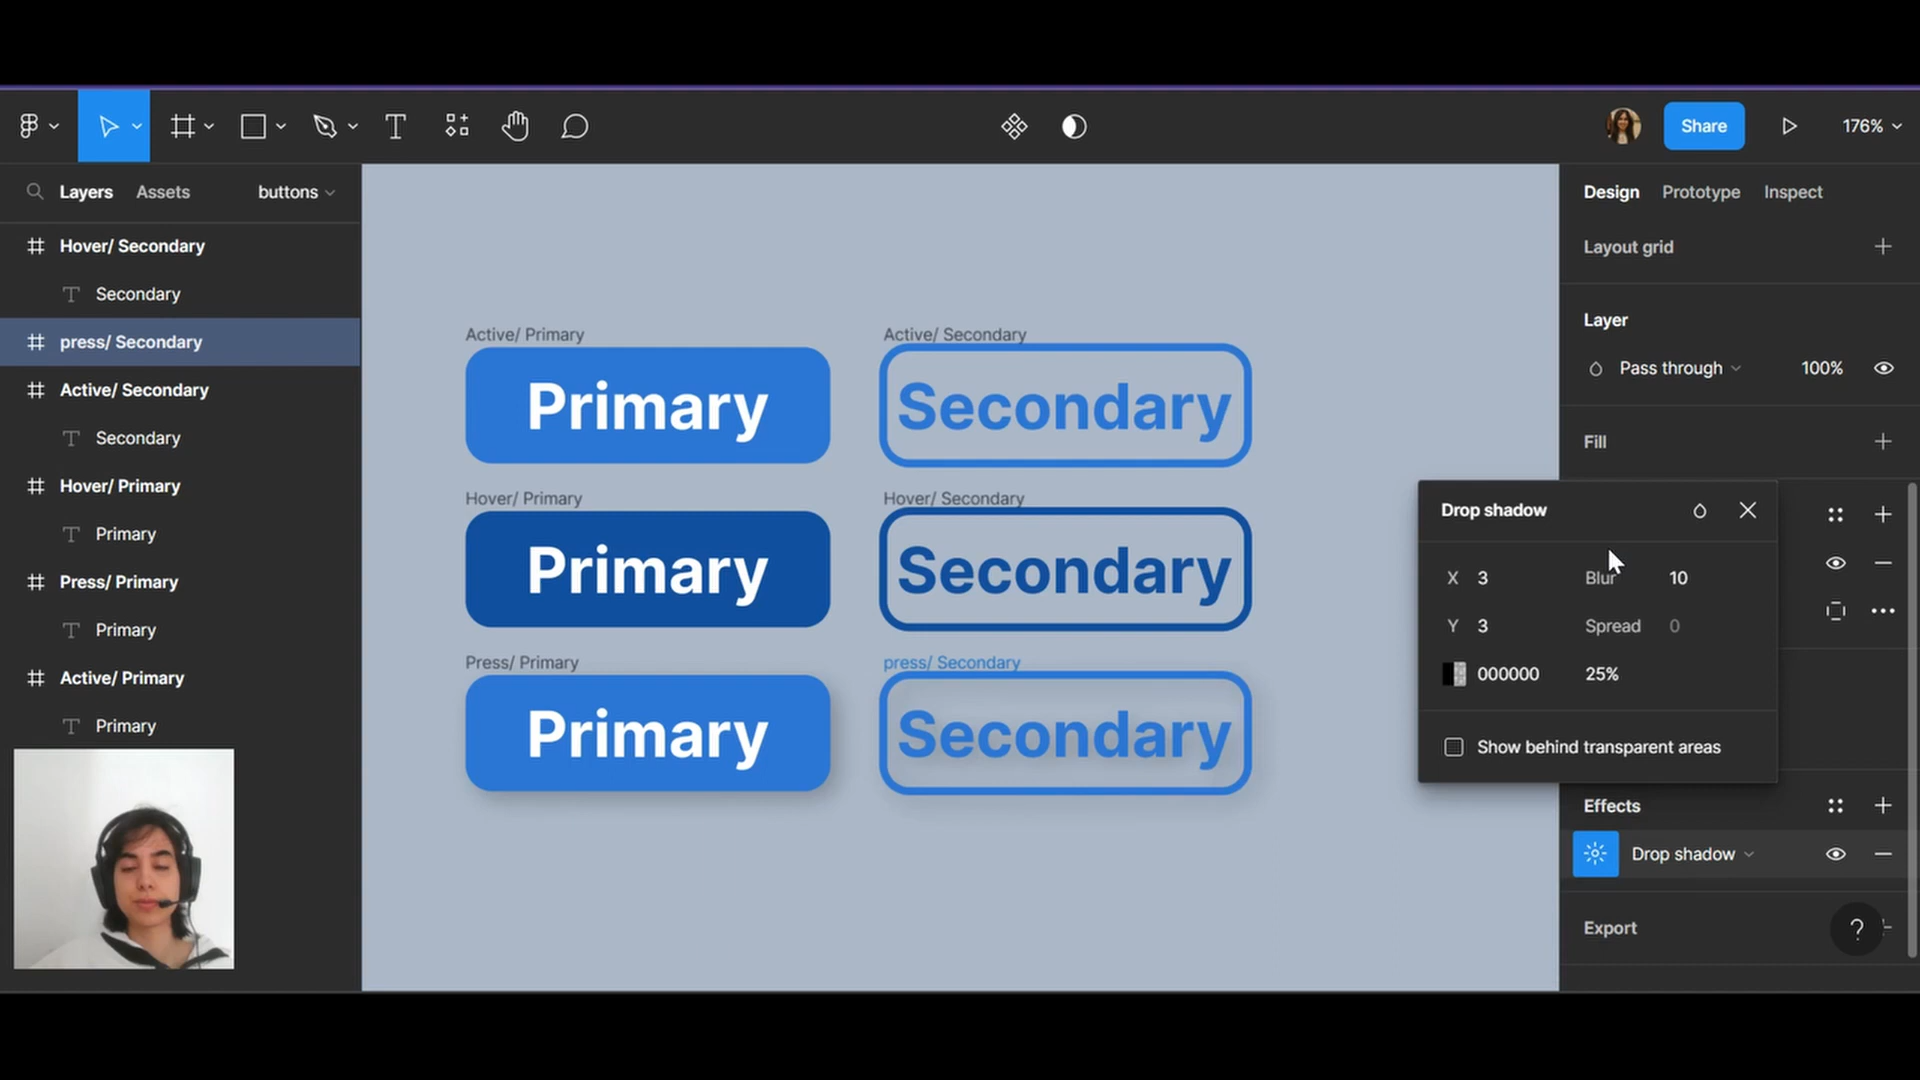 Share
176%
Layers
Assets
buttons
Hover/ Secondary
Secondary
press/ Secondary
Active/ Secondary
Secondary
Hover/ Primary
Primary
Press/ Primary
Primary
Active/ Primary
Primary
Active/ Primary
Primary
Active/ Secondary
Secondary
Hover/ Primary
Primary
Hover/ Secondary
Secondary
Press/ Primary
Primary
press/ Secondary
Secondary
Design
Prototype
Inspect
Layout grid
Layer
Pass through
100%
Fill
Drop shadow
X 3
Blur 10
Y 3
Spread 0
000000
25%
Show behind transparent areas
Effects
Drop shadow
Export
?